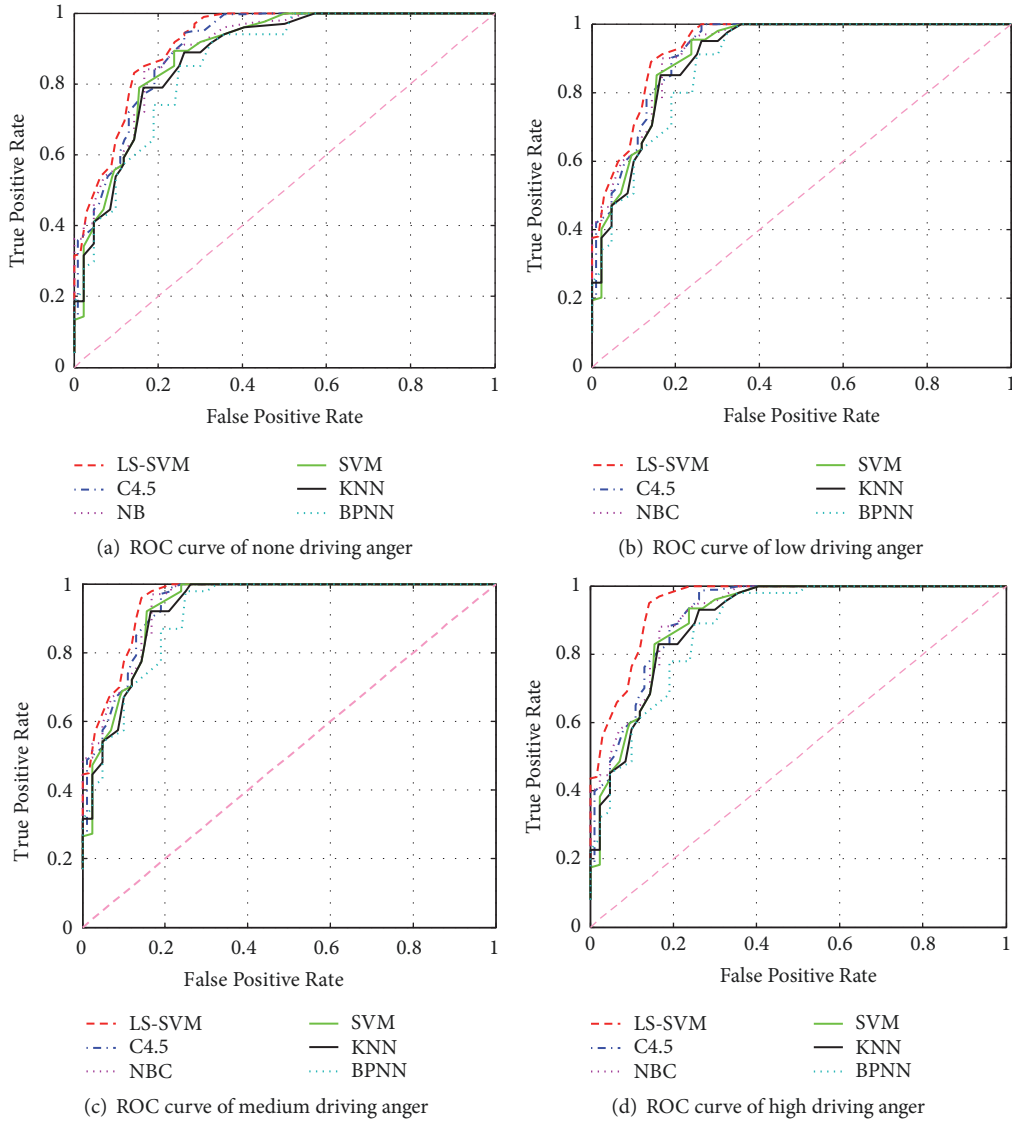 1
0.8
0.6
0.4
0.2
0
True Positive Rate
0 0.2 0.4 0.6 0.8 1
False Positive Rate
LS-SVM SVM
C4.5 KNN
NB BPNN
(a) ROC curve of none driving anger
1
0.8
0.6
0.4
0.2
0
True Positive Rate
0 0.2 0.4 0.6 0.8 1
False Positive Rate
LS-SVM SVM
C4.5 KNN
NBC BPNN
(b) ROC curve of low driving anger
1
0.8
0.6
0.4
0.2
0
True Positive Rate
0 0.2 0.4 0.6 0.8 1
False Positive Rate
LS-SVM SVM
C4.5 KNN
NBC BPNN
(c) ROC curve of medium driving anger
1
0.8
0.6
0.4
0.2
0
True Positive Rate
0 0.2 0.4 0.6 0.8 1
False Positive Rate
LS-SVM SVM
C4.5 KNN
NBC BPNN
(d) ROC curve of high driving anger